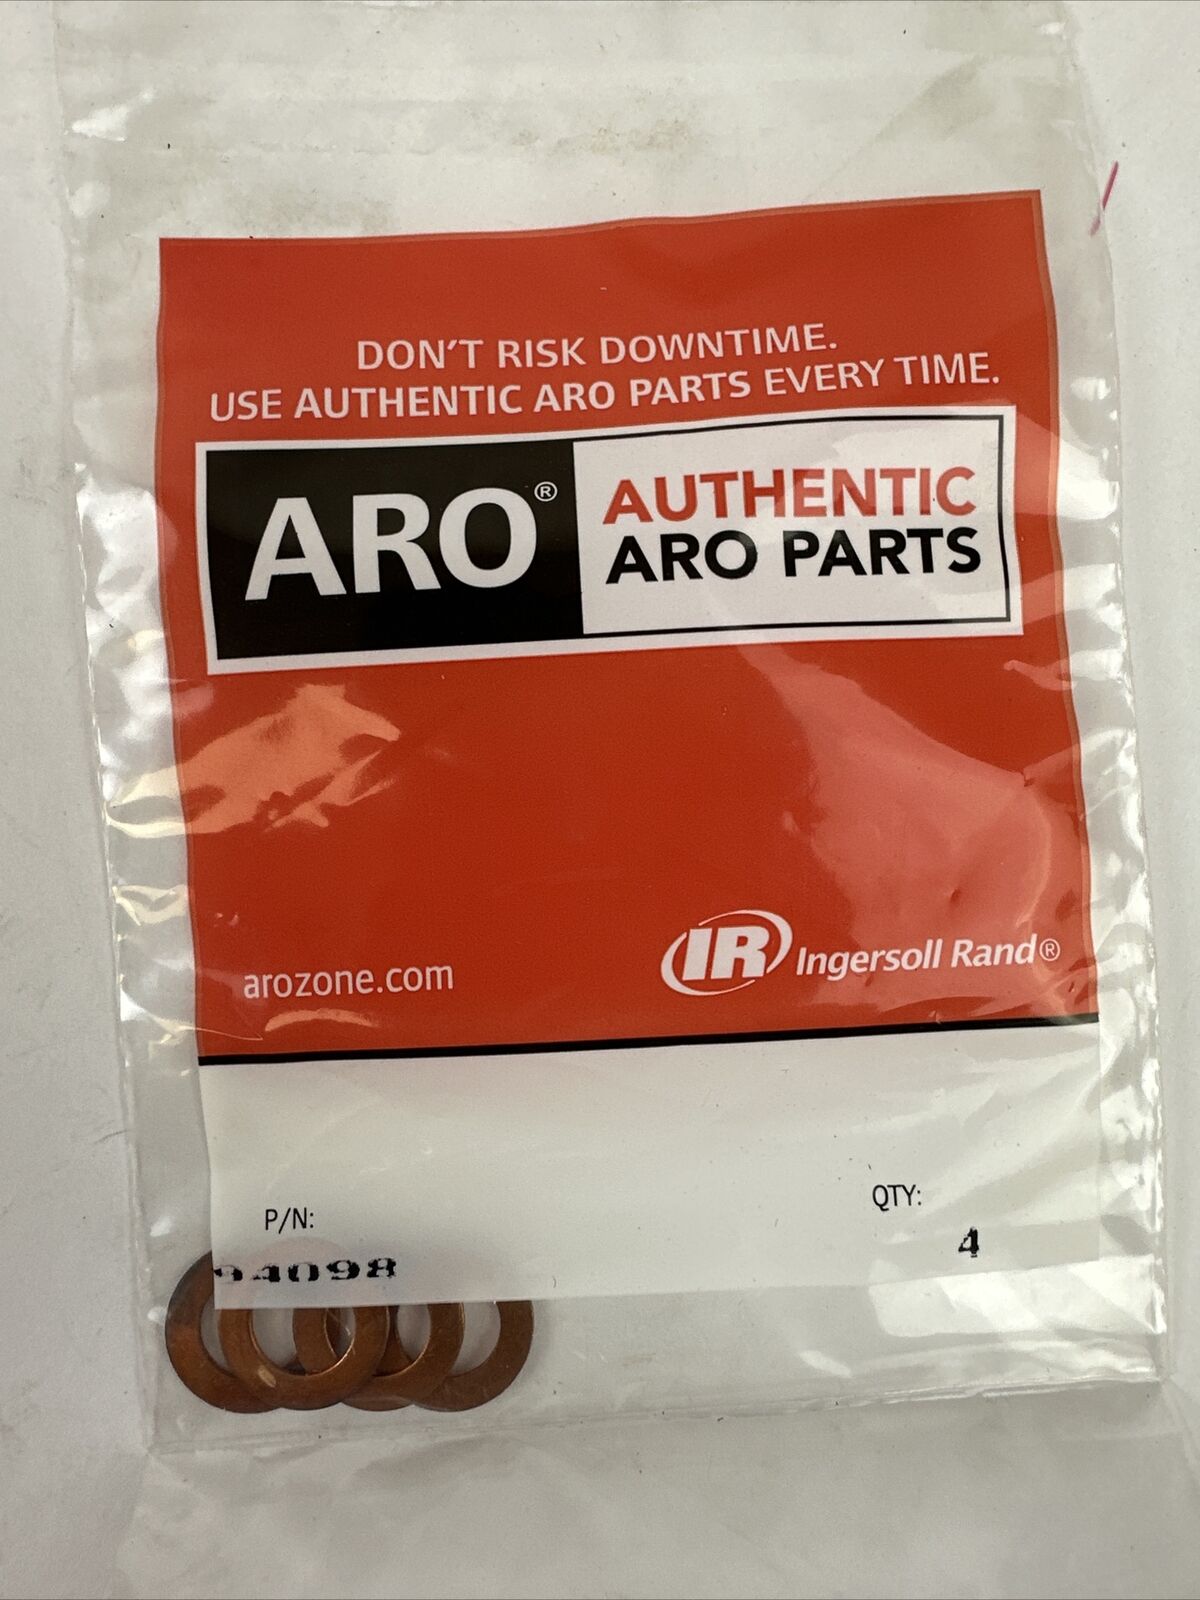 DON'T RISK DOWNTIME.
USE AUTHENTIC ARO PARTS EVERY TIME.
ARO®
AUTHENTIC
ARO PARTS
arozone.com
IR Ingersoll Rand®
P/N:
94098
QTY:
4